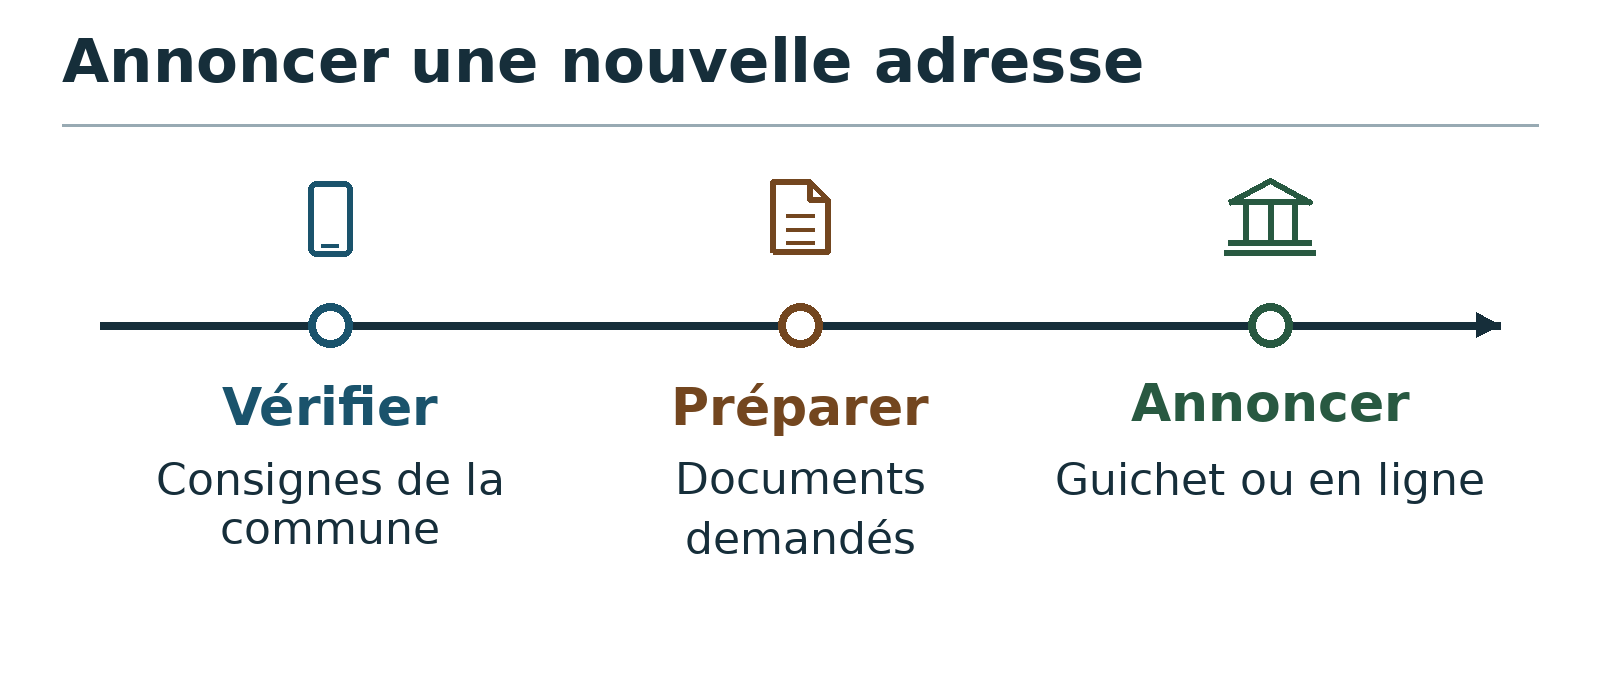 Annoncer une nouvelle adresse
Vérifier
Consignes de la
commune
Préparer
Documents
demandés
Annoncer
Guichet ou en ligne